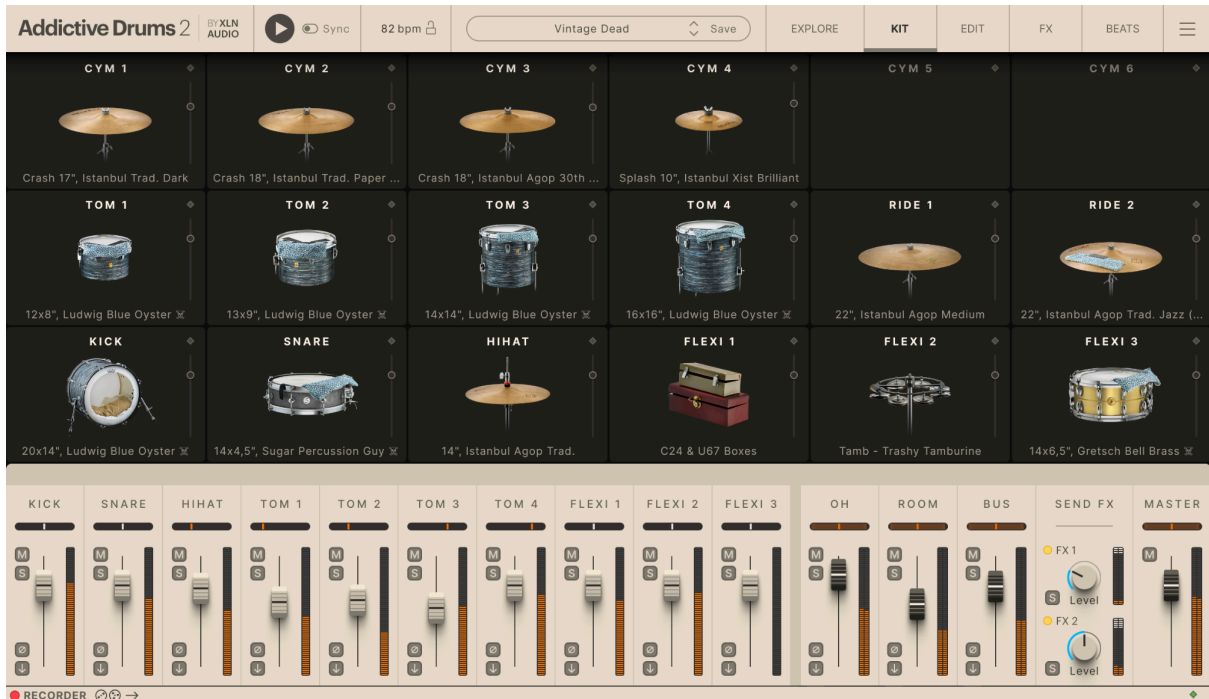 Addictive Drums 2 BY XLN AUDIO Sync 82 bpm Vintage Dead Save EXPLORE KIT EDIT FX BEATS
CYM 1 CYM 2 CYM 3 CYM 4 CYM 5 CYM 6
Crash 17", Istanbul Trad. Dark Crash 18", Istanbul Trad. Paper ... Crash 18", Istanbul Agop 30th ... Splash 10", Istanbul Xist Brilliant
TOM 1 TOM 2 TOM 3 TOM 4 RIDE 1 RIDE 2
12x8", Ludwig Blue Oyster 13x9", Ludwig Blue Oyster 14x14", Ludwig Blue Oyster 16x16", Ludwig Blue Oyster 22", Istanbul Agop Medium 22", Istanbul Agop Trad. Jazz (...
KICK SNARE HIHAT FLEXI 1 FLEXI 2 FLEXI 3
20x14", Ludwig Blue Oyster 14x4,5", Sugar Percussion Guy 14", Istanbul Agop Trad. C24 & U67 Boxes Tamb - Trashy Tamburine 14x6,5", Gretsch Bell Brass
KICK SNARE HIHAT TOM 1 TOM 2 TOM 3 TOM 4 FLEXI 1 FLEXI 2 FLEXI 3 OH ROOM BUS SEND FX MASTER
M M M M M M M M M M M M M FX 1 M
S S S S S S S S S S S S S
S Level
FX 2
S Level
RECORDER